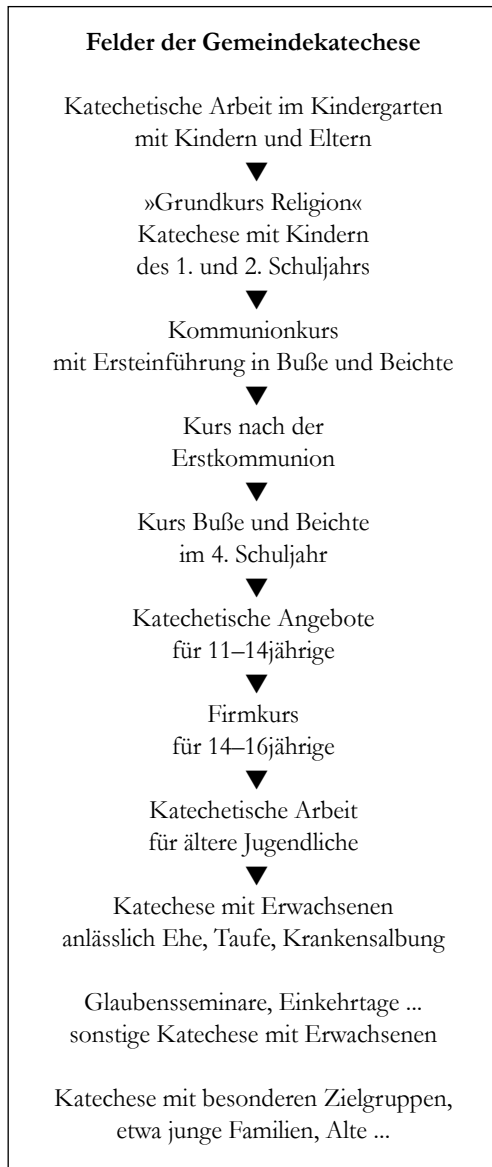 Felder der Gemeindekatechese
Katechetische Arbeit im Kindergarten
mit Kindern und Eltern
▼
»Grundkurs Religion«
Katechese mit Kindern
des 1. und 2. Schuljahrs
▼
Kommunionkurs
mit Ersteinführung in Buße und Beichte
▼
Kurs nach der
Erstkommunion
▼
Kurs Buße und Beichte
im 4. Schuljahr
▼
Katechetische Angebote
für 11–14jährige
▼
Firmkurs
für 14–16jährige
▼
Katechetische Arbeit
für ältere Jugendliche
▼
Katechese mit Erwachsenen
anlässlich Ehe, Taufe, Krankensalbung
Glaubensseminare, Einkehrtage ...
sonstige Katechese mit Erwachsenen
Katechese mit besonderen Zielgruppen,
etwa junge Familien, Alte ...